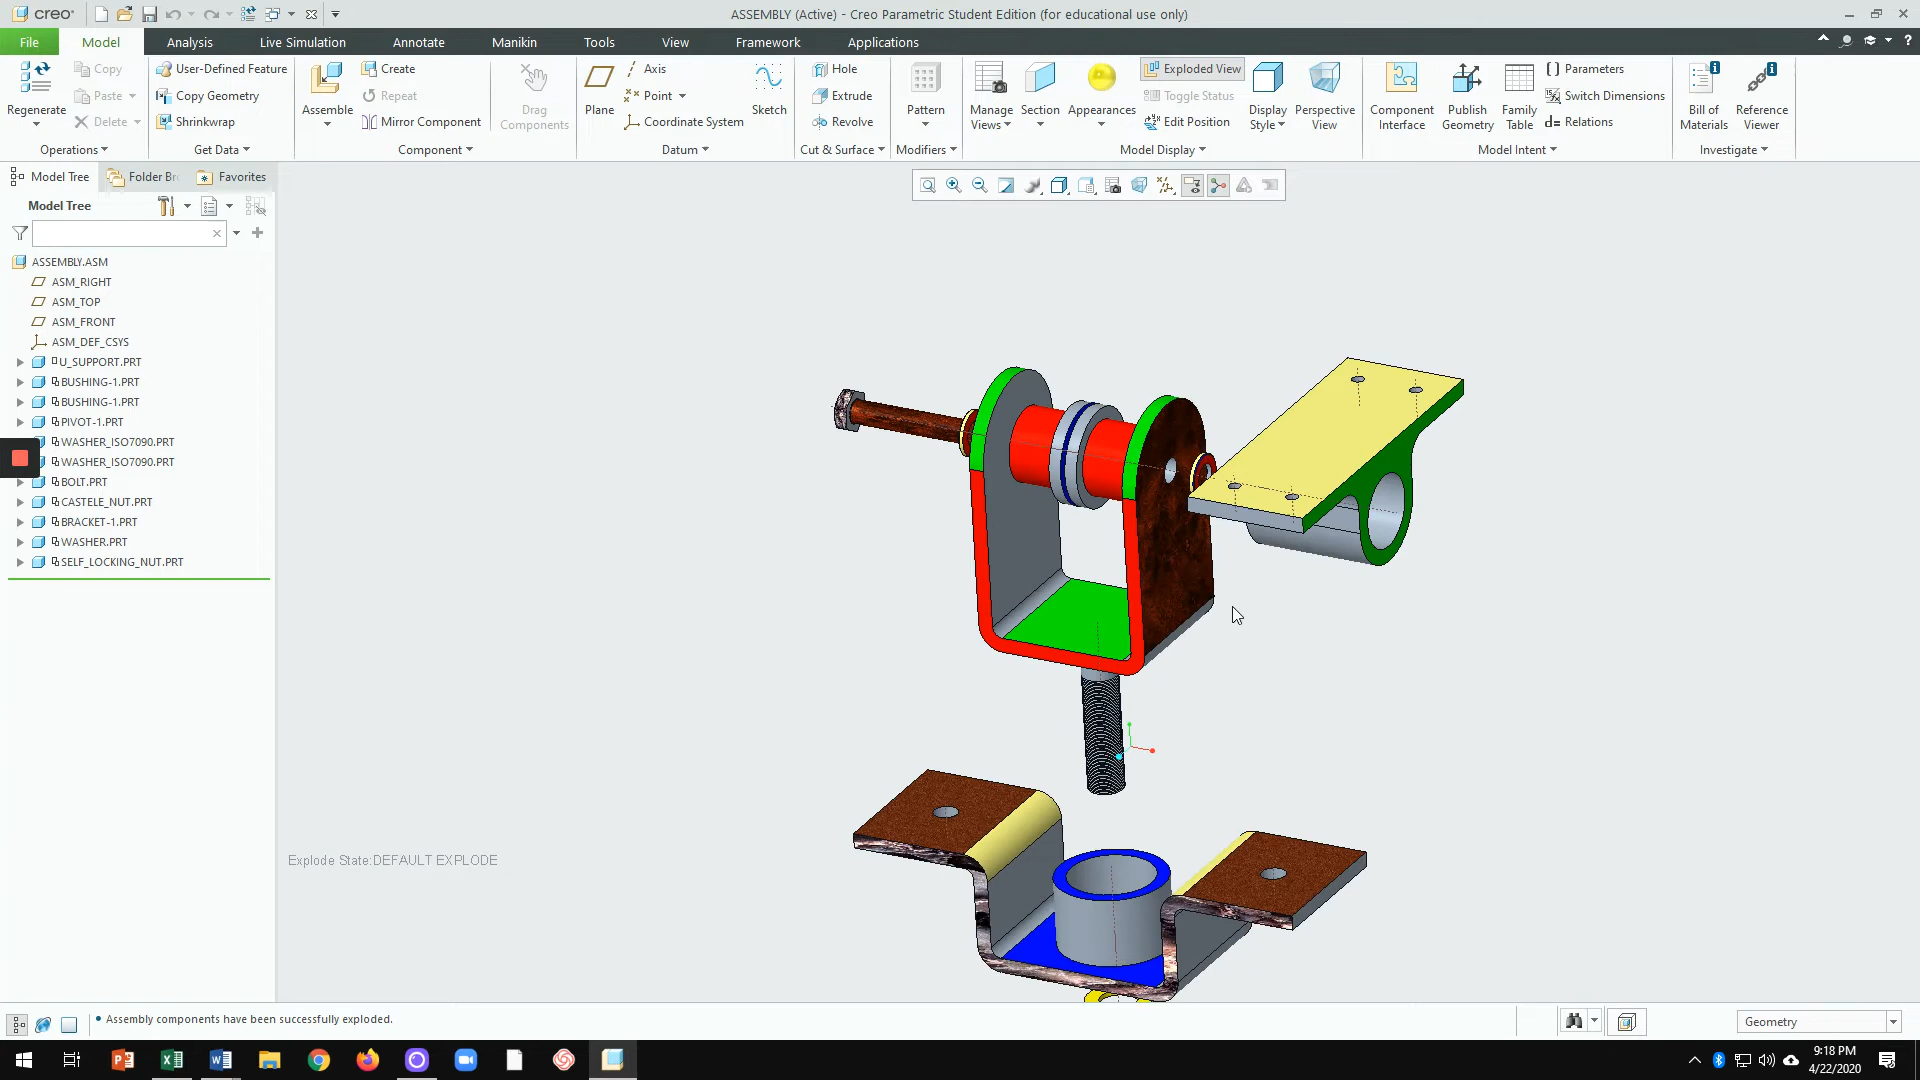 creo
ASSEMBLY (Active) - Creo Parametric Student Edition (for educational use only)
File Model Analysis Live Simulation Annotate Manikin Tools View Framework Applications
Regenerate
Copy
Paste
Delete
Operations
User-Defined Feature
Copy Geometry
Shrinkwrap
Get Data
Assemble
Create
Repeat
Mirror Component
Drag
Components
Component
Plane
Axis
Point
Coordinate System
Sketch
Datum
Hole
Extrude
Revolve
Cut & Surface
Pattern
Modifiers
Manage
Views
Section
Appearances
Exploded View
Toggle Status
Edit Position
Display
Style
Perspective
View
Model Display
Component
Interface
Publish
Geometry
Family
Table
Parameters
Switch Dimensions
d= Relations
Model Intent
Bill of
Materials
Reference
Viewer
Investigate
Model Tree
Folder Br
Favorites
Model Tree
ASSEMBLY.ASM
ASM_RIGHT
ASM_TOP
ASM_FRONT
ASM_DEF_CSYS
U_SUPPORT.PRT
BUSHING-1.PRT
BUSHING-1.PRT
PIVOT-1.PRT
WASHER_ISO7090.PRT
WASHER_ISO7090.PRT
BOLT.PRT
CASTELE_NUT.PRT
BRACKET-1.PRT
WASHER.PRT
SELF_LOCKING_NUT.PRT
Explode State:DEFAULT EXPLODE
• Assembly components have been successfully exploded.
Geometry
9:18 PM
4/22/2020